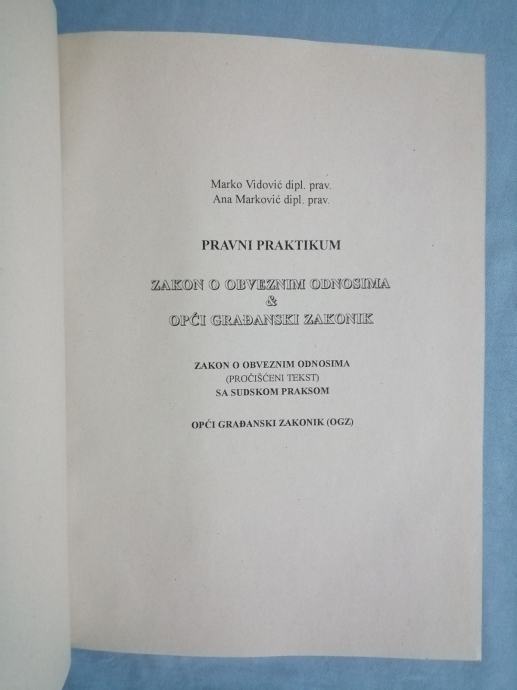 Marko Vidović dipl. prav.
Ana Marković dipl. prav.
PRAVNI PRAKTIKUM
ZAKON O OBVEZNIM ODNOSIMA
&
OPĆI GRAĐANSKI ZAKONIK
ZAKON O OBVEZNIM ODNOSIMA
(PROČIŠĆENI TEKST)
SA SUDSKOM PRAKSOM
OPĆI GRAĐANSKI ZAKONIK (OGZ)